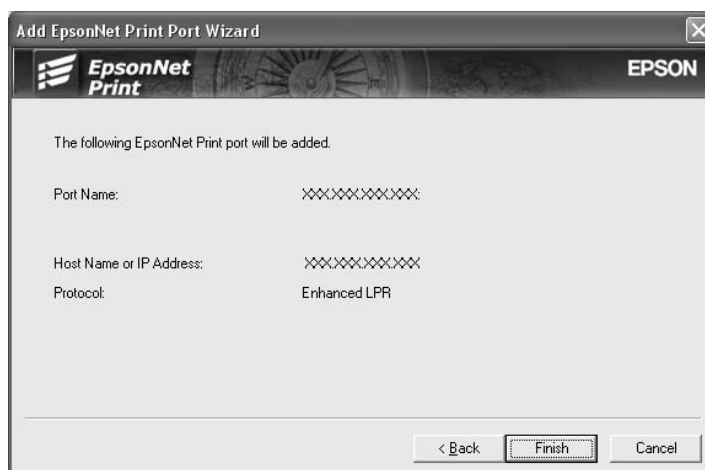 Add EpsonNet Print Port Wizard
EpsonNet
Print
EPSON
The following EpsonNet Print port will be added.
Port Name: XXX.XXX.XXX.XXX:
Host Name or IP Address: XXX.XXX.XXX.XXX
Protocol: Enhanced LPR
< Back Finish Cancel